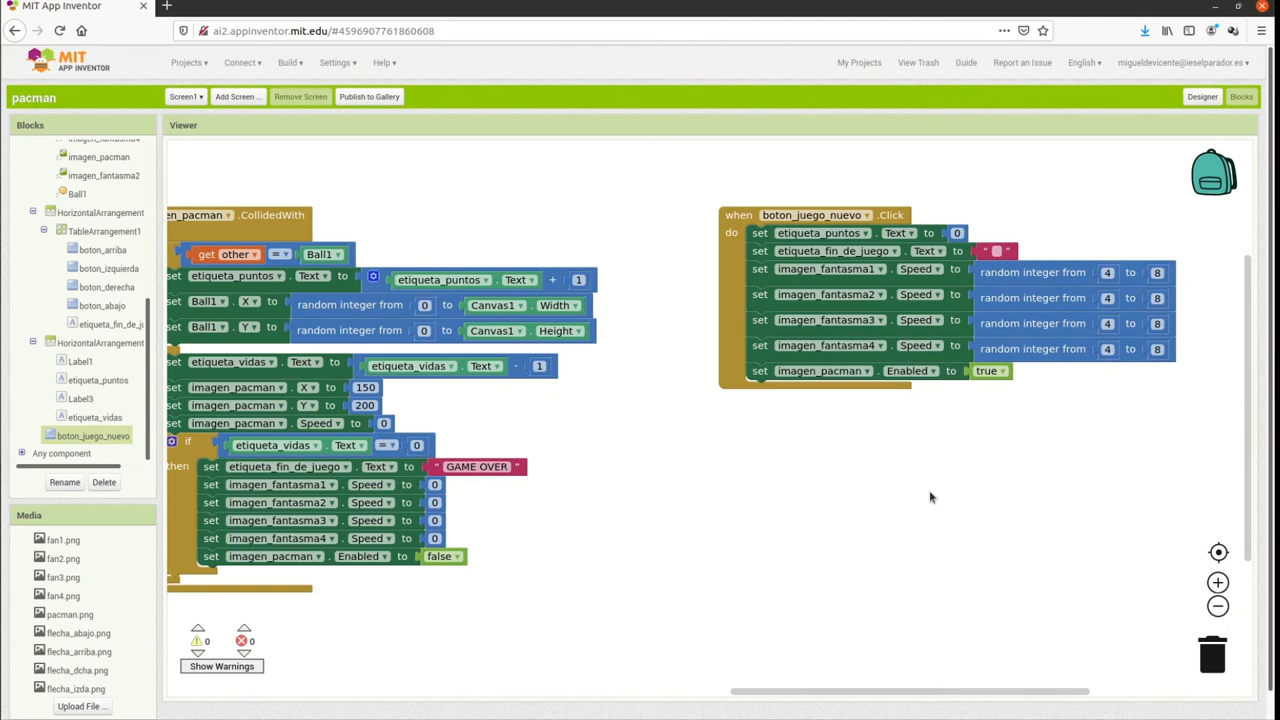 MIT App Inventor
ai2.appinventor.mit.edu/#4596907761860608
MIT
APP INVENTOR
Projects Connect Build Settings Help My Projects View Trash Guide Report an Issue English migueldevicente@ieselparador.es
pacman Screen1 Add Screen ... Remove Screen Publish to Gallery Designer Blocks
Blocks
imagen_fantasma4
imagen_pacman
imagen_fantasma2
Ball1
HorizontalArrangement
TableArrangement1
boton_arriba
boton_izquierda
boton_derecha
boton_abajo
etiqueta_fin_de_ju
HorizontalArrangement
Label1
etiqueta_puntos
Label3
etiqueta_vidas
boton_juego_nuevo
Any component
Rename Delete
Media
fan1.png
fan2.png
fan3.png
fan4.png
pacman.png
flecha_abajo.png
flecha_arriba.png
flecha_dcha.png
flecha_izda.png
Upload File ...
Viewer
en_pacman .CollidedWith
get other = Ball1
set etiqueta_puntos . Text to etiqueta_puntos . Text + 1
set Ball1 . X to random integer from 0 to Canvas1 . Width
set Ball1 . Y to random integer from 0 to Canvas1 . Height
set etiqueta_vidas . Text to etiqueta_vidas . Text - 1
set imagen_pacman . X to 150
set imagen_pacman . Y to 200
set imagen_pacman . Speed to 0
if etiqueta_vidas . Text = 0
then set etiqueta_fin_de_juego . Text to " GAME OVER "
set imagen_fantasma1 . Speed to 0
set imagen_fantasma2 . Speed to 0
set imagen_fantasma3 . Speed to 0
set imagen_fantasma4 . Speed to 0
set imagen_pacman . Enabled to false
when boton_juego_nuevo .Click
do set etiqueta_puntos . Text to 0
set etiqueta_fin_de_juego . Text to " "
set imagen_fantasma1 . Speed to random integer from 4 to 8
set imagen_fantasma2 . Speed to random integer from 4 to 8
set imagen_fantasma3 . Speed to random integer from 4 to 8
set imagen_fantasma4 . Speed to random integer from 4 to 8
set imagen_pacman . Enabled to true
0 0
Show Warnings